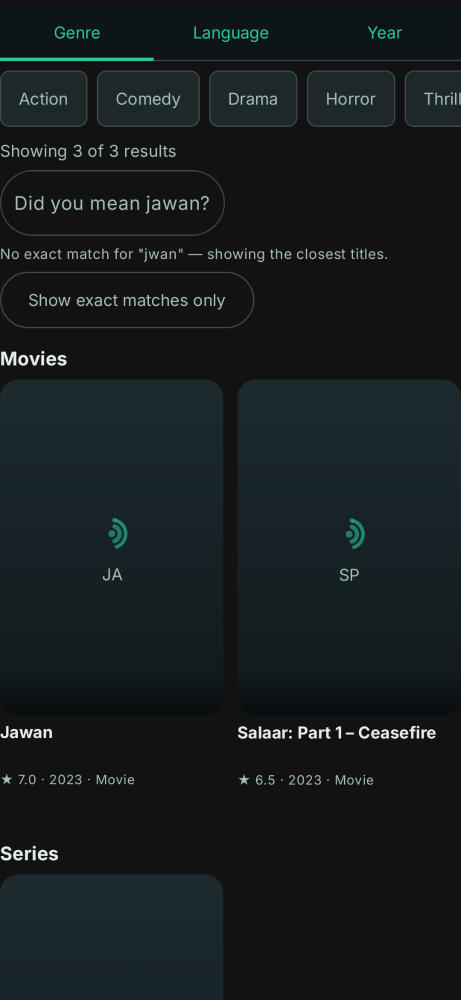 Genre Language Year
Action Comedy Drama Horror Thrill
Showing 3 of 3 results
Did you mean jawan?
No exact match for "jwan" — showing the closest titles.
Show exact matches only
Movies
JA SP
Jawan Salaar: Part 1 – Ceasefire
★ 7.0 · 2023 · Movie ★ 6.5 · 2023 · Movie
Series